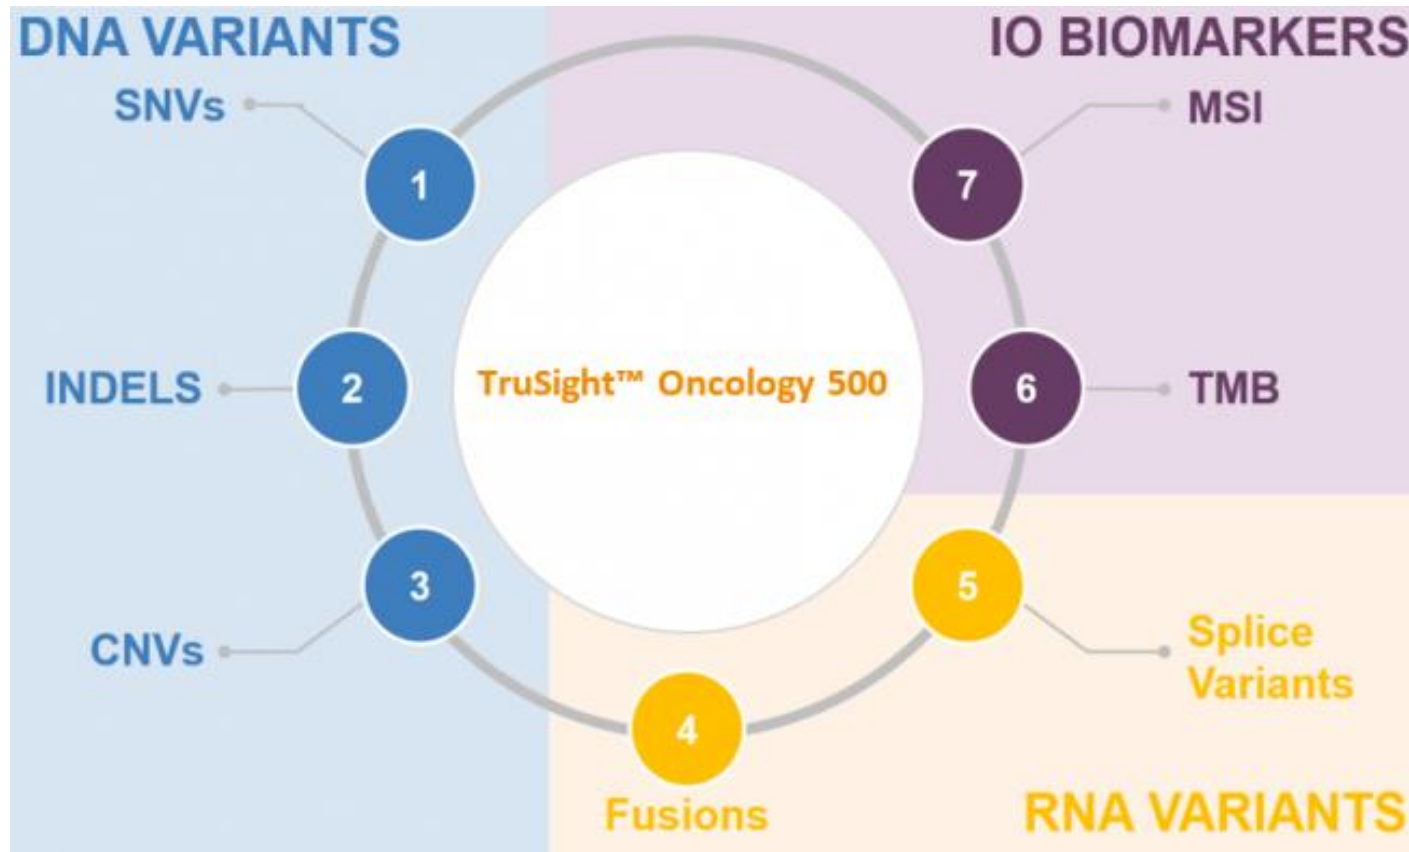 DNA VARIANTS
SNVs
1
INDELS
2
CNVs
3
TruSight™ Oncology 500
4
Fusions
IO BIOMARKERS
MSI
7
TMB
6
5
Splice
Variants
RNA VARIANTS